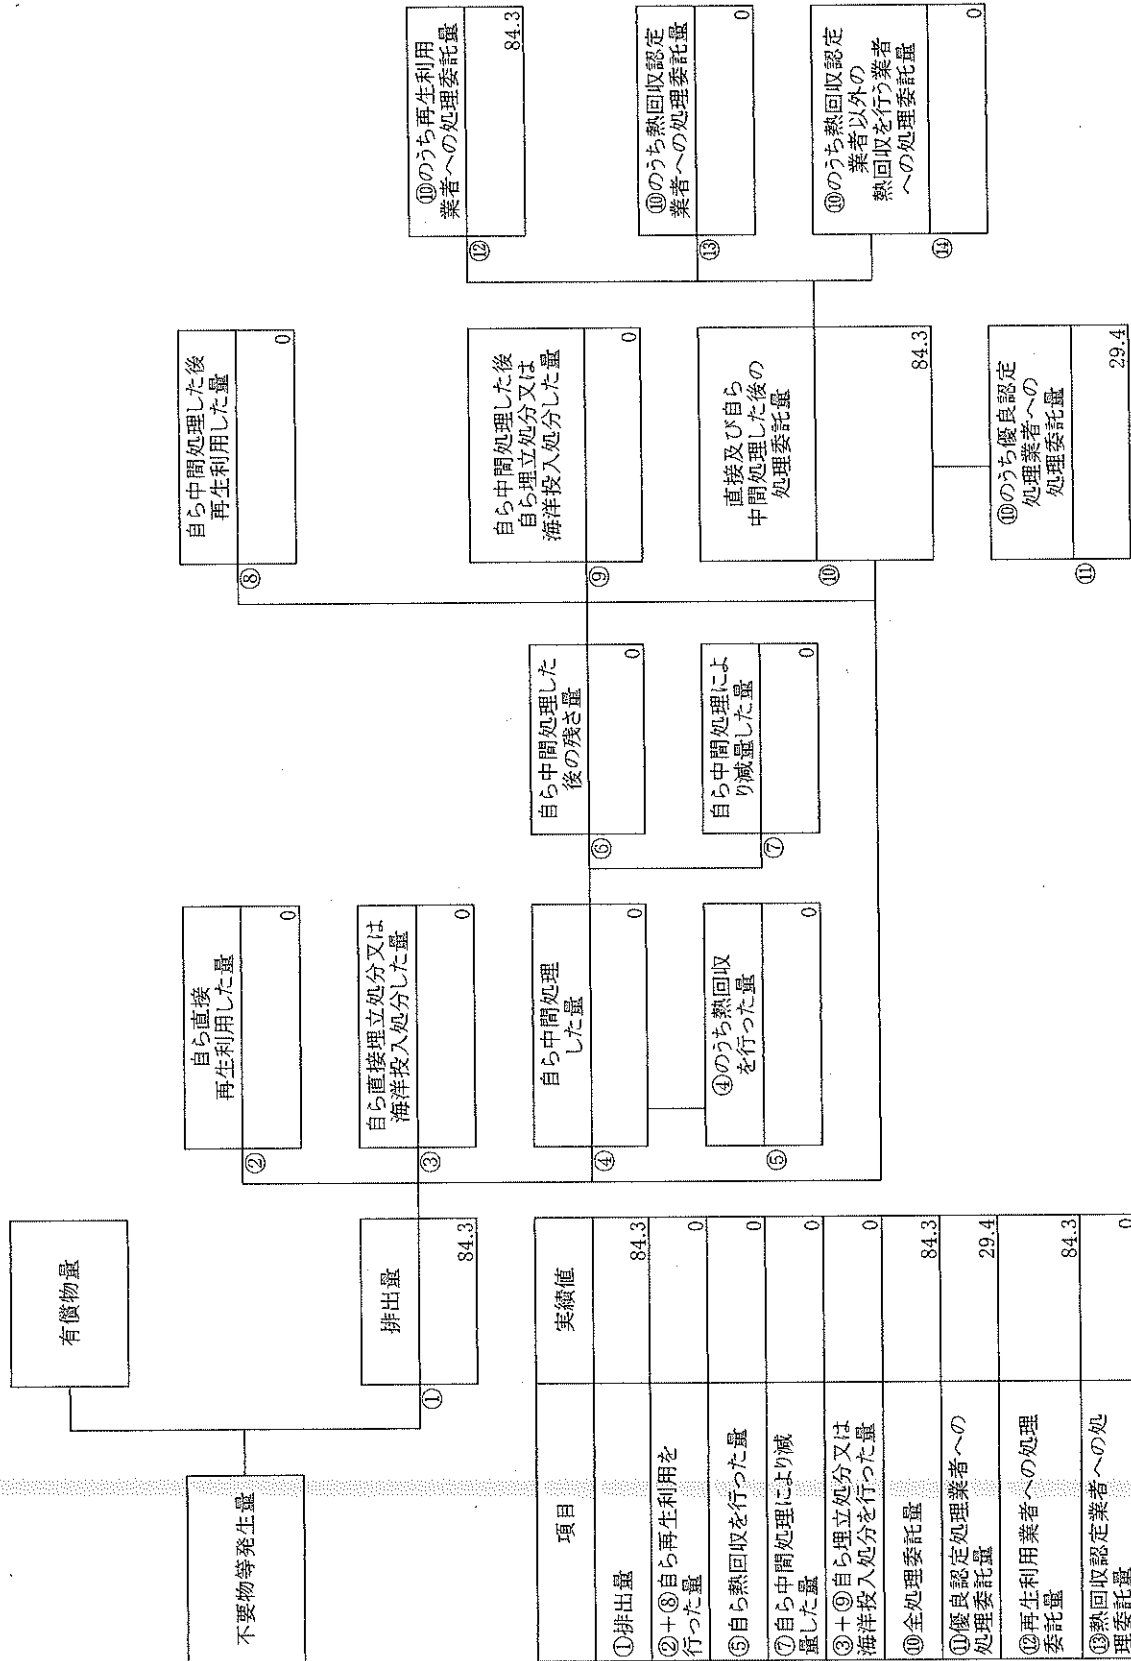 不要物等発生量
有償物量
①
排出量
84.3
②
自ら直接
再生利用した量
0
③
自ら直接埋立処分又は
海洋投入処分した量
0
④
自ら中間処理
した量
0
⑤
④のうち熱回収
を行った量
0
⑥
自ら中間処理した
後の残さ量
0
⑦
自ら中間処理によ
り減量した量
0
⑧
自ら中間処理した後
再生利用した量
0
⑨
自ら中間処理した後
自ら埋立処分又は
海洋投入処分した量
0
⑩
直接及び自ら
中間処理した後の
処理委託量
84.3
⑪
⑩のうち優良認定
処理業者への
処理委託量
29.4
⑫
⑩のうち再生利用
業者への処理委託量
84.3
⑬
⑩のうち熱回収認定
業者への処理委託量
0
⑭
⑩のうち熱回収認定
業者以外の
熱回収を行う業者
への処理委託量
0
項目 実績値
①排出量 84.3
②+⑧自ら再生利用を
行った量 0
⑤自ら熱回収を行った量 0
⑦自ら中間処理により減
量した量 0
③+⑨自ら埋立処分又は
海洋投入処分を行った量 0
⑩全処理委託量 84.3
⑪優良認定処理業者への
処理委託量 29.4
⑫再生利用業者への処理
委託量 84.3
⑬熱回収認定業者への処
理委託量 0